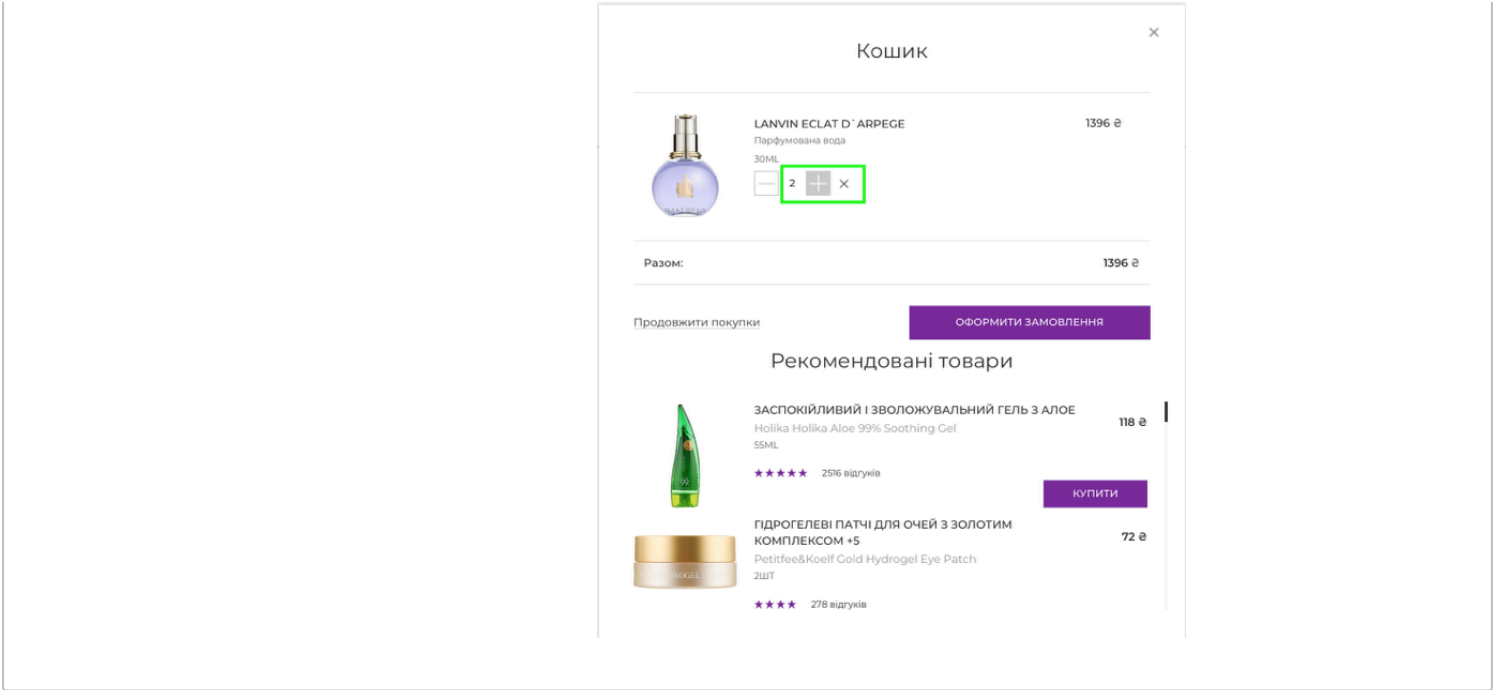 Кошик
LANVIN ECLAT D`ARPEGE
1396 ₴
Парфумована вода
30ML
2
Разом:
1396 ₴
Продовжити покупки
ОФОРМИТИ ЗАМОВЛЕННЯ
Рекомендовані товари
ЗАСПОКІЙЛИВИЙ І ЗВОЛОЖУВАЛЬНИЙ ГЕЛЬ З АЛОЕ
118 ₴
Holika Holika Aloe 99% Soothing Gel
55ML
2516 відгуків
КУПИТИ
ГІДРОГЕЛЕВІ ПАТЧІ ДЛЯ ОЧЕЙ З ЗОЛОТИМ
КОМПЛЕКСОМ +5
72 ₴
Petitfee&Koelf Gold Hydrogel Eye Patch
2ШТ
278 відгуків